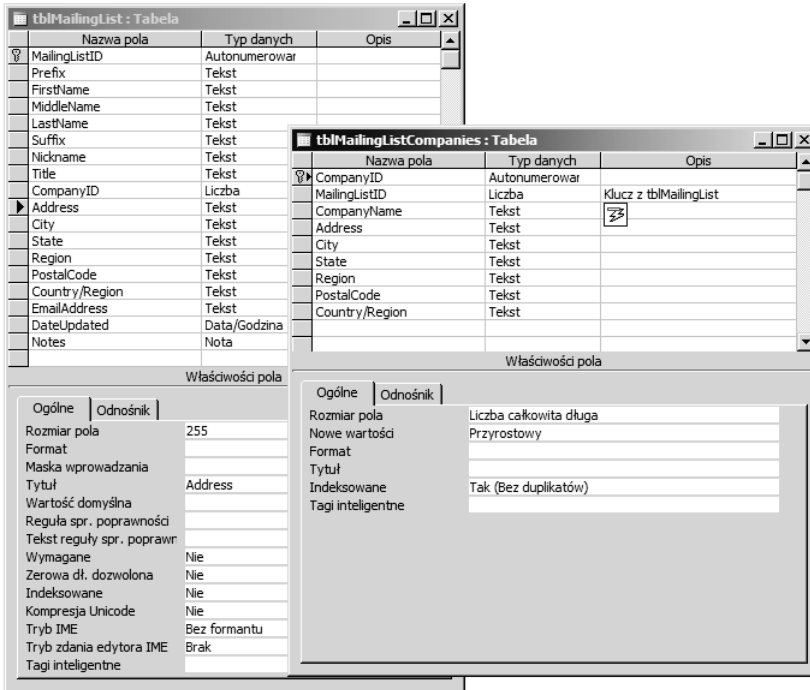 tblMailingList : Tabela
Nazwa pola Typ danych Opis
MailingListID Autonumerowar
Prefix Tekst
FirstName Tekst
MiddleName Tekst
LastName Tekst
Suffix Tekst
Nickname Tekst
Title Tekst
CompanyID Liczba
Address Tekst
City Tekst
State Tekst
Region Tekst
PostalCode Tekst
Country/Region Tekst
EmailAddress Tekst
DateUpdated Data/Godzina
Notes Nota
Właściwości pola
Ogólne Odnośnik
Rozmiar pola 255
Format
Maska wprowadzania
Tytuł Address
Wartość domyślna
Reguła spr. poprawności
Tekst reguły spr. poprawr
Wymagane Nie
Zerowa dł. dozwolona Nie
Indeksowane Nie
Kompresja Unicode Nie
Tryb IME Bez formantu
Tryb zdania edytora IME Brak
Tagi inteligentne
tblMailingListCompanies : Tabela
Nazwa pola Typ danych Opis
CompanyID Autonumerowar
MailingListID Liczba Klucz z tblMailingList
CompanyName Tekst
Address Tekst
City Tekst
State Tekst
Region Tekst
PostalCode Tekst
Country/Region Tekst
Właściwości pola
Ogólne Odnośnik
Rozmiar pola Liczba całkowita długa
Nowe wartości Przyrostowy
Format
Tytuł
Indeksowane Tak (Bez duplikatów)
Tagi inteligentne